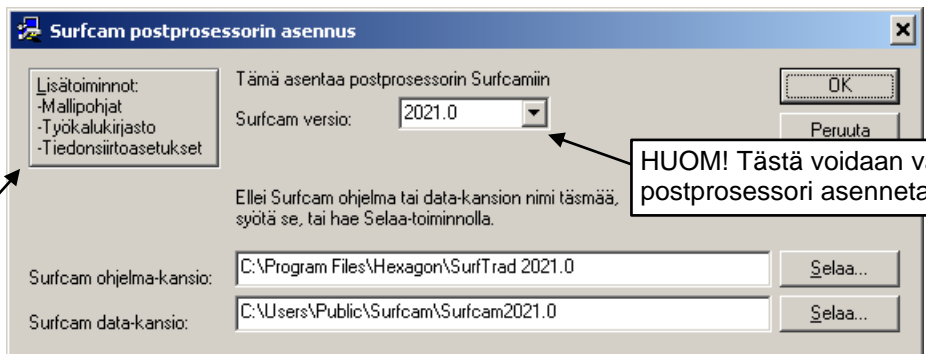 Surfcam postprosessorin asennus
Lisätoiminnot:
-Mallipohjat
-Työkalukirjasto
-Tiedonsiirtoasetukset
Tämä asentaa postprosessorin Surfcamiin
Surfcam versio:
2021.0
OK
Peruuta
HUOM! Tästä voidaan
postprosessori
Ellei Surfcam ohjelma tai data-kansion nimi täsmää,
syötä se, tai hae Selaa-toiminnolla.
Surfcam ohjelma-kansio:
C:\Program Files\Hexagon\SurfTrad 2021.0
Selaa...
Surfcam data-kansio:
C:\Users\Public\Surfcam\Surfcam2021.0
Selaa...